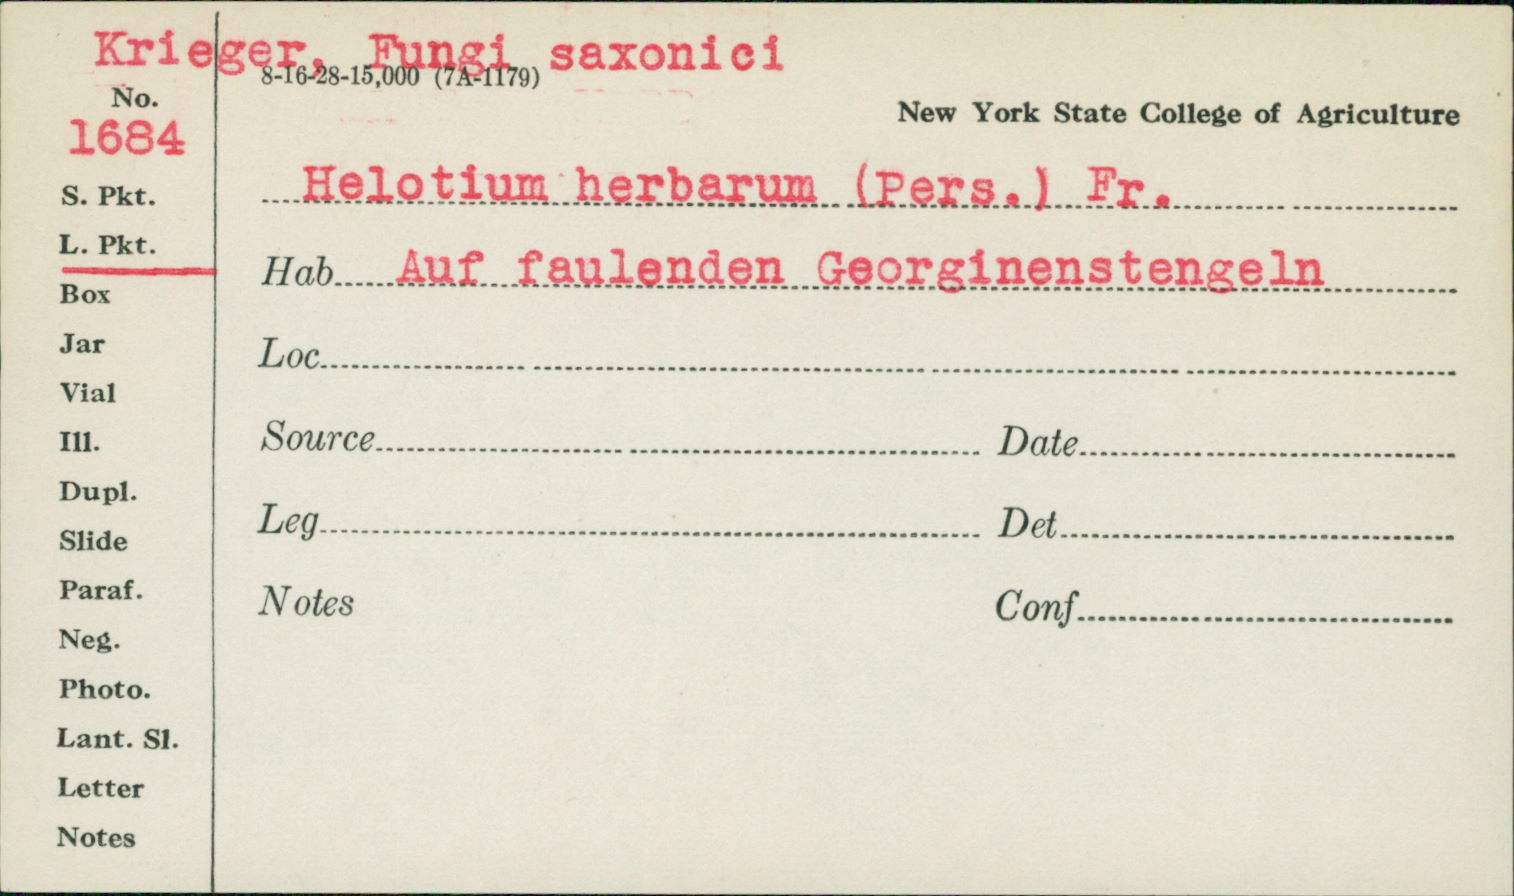 Krieger, Fungi saxonici
8-16-28-15,000 (7A-1179)
No.
1684
New York State College of Agriculture
S. Pkt.
Helotium herbarum (Pers.) Fr.
L. Pkt.
Hab. Auf faulenden Georginenstengeln
Box
Jar
Loc.
Vial
Ill.
Source Date
Dupl.
Slide
Leg. Det.
Paraf.
Notes Conf.
Neg.
Photo.
Lant. Sl.
Letter
Notes